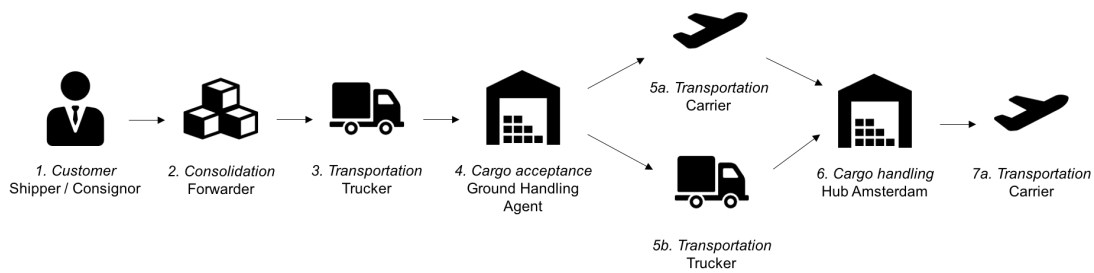 1. Customer
Shipper / Consignor
2. Consolidation
Forwarder
3. Transportation
Trucker
4. Cargo acceptance
Ground Handling
Agent
5a. Transportation
Carrier
5b. Transportation
Trucker
6. Cargo handling
Hub Amsterdam
7a. Transportation
Carrier